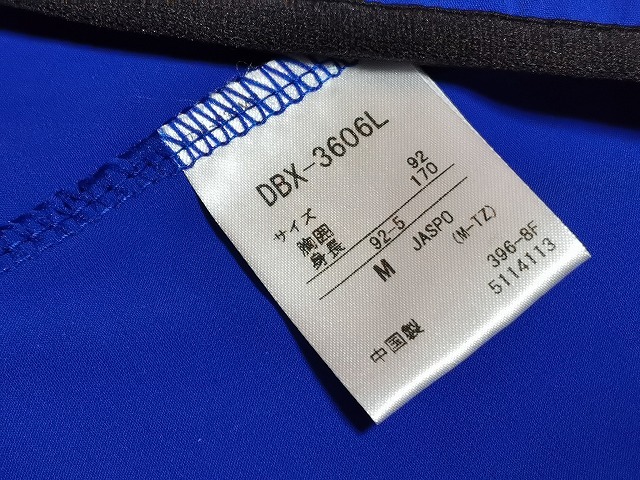 DBX-3606L
サイズ
胸囲 92
身長 170
92-5
M JASPO
(M-TZ)
396-8F
5114113
中国製